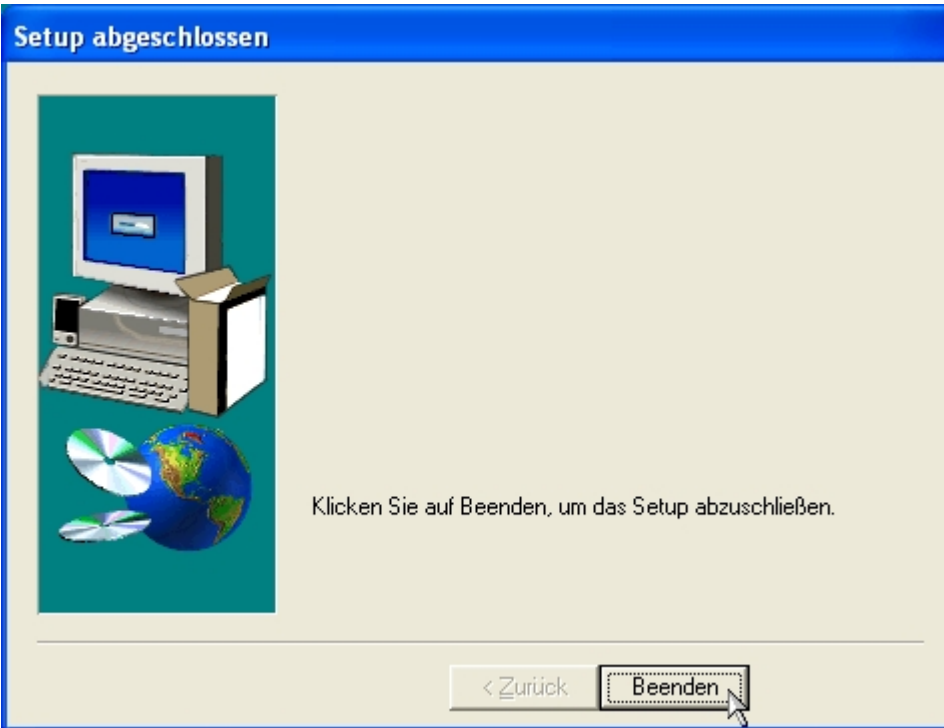 Setup abgeschlossen
Klicken Sie auf Beenden, um das Setup abzuschließen.
< Zurück
Beenden